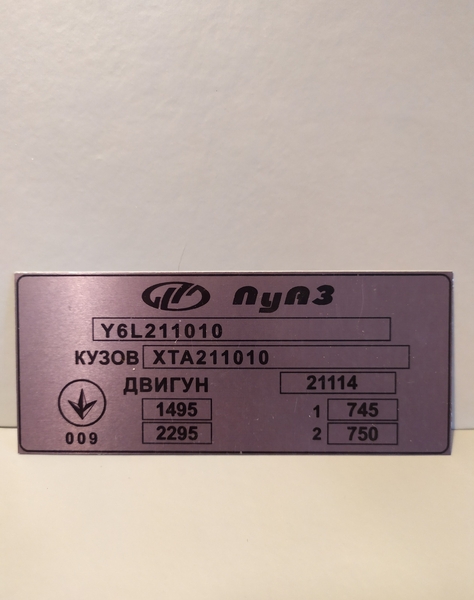 ЛуАЗ
Y6L211010
КУЗОВ XTA211010
ДВИГУН 21114
1495 1 745
009 2295 2 750